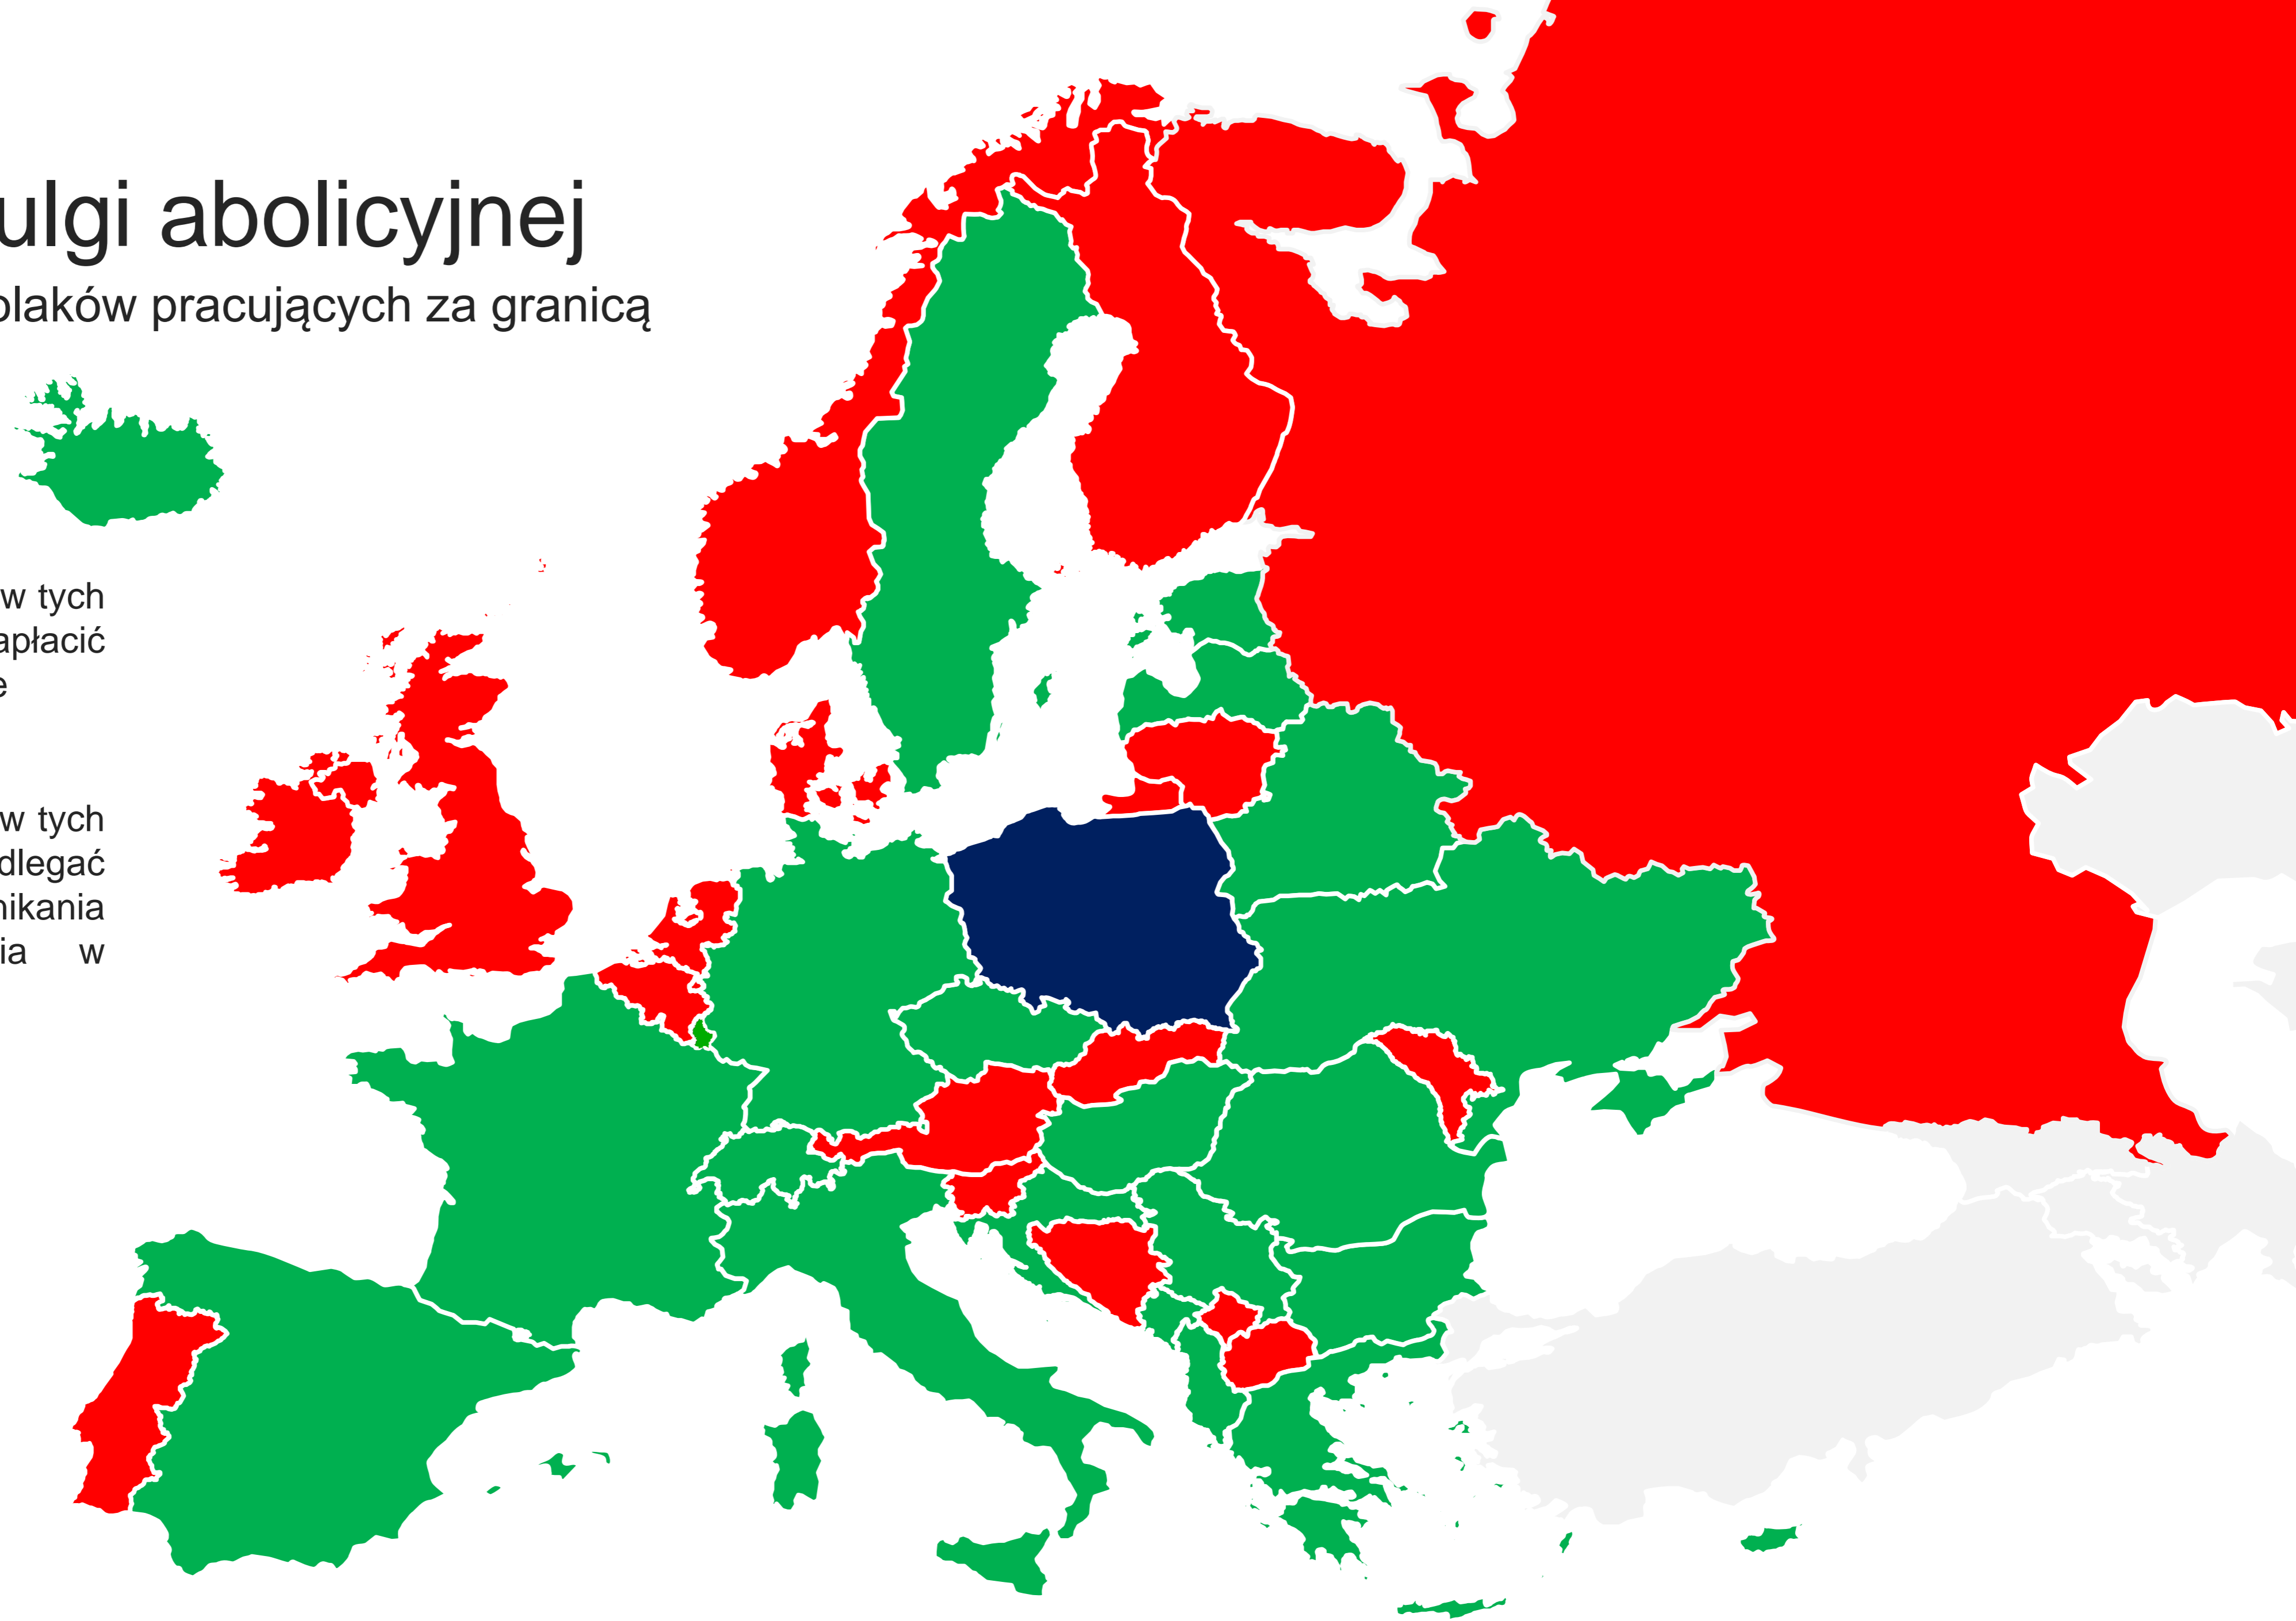 ulgi abolicyjnej
olaków pracujących za granicą
w tych
apłacić
e
w tych
dlegać
nikania
ia w